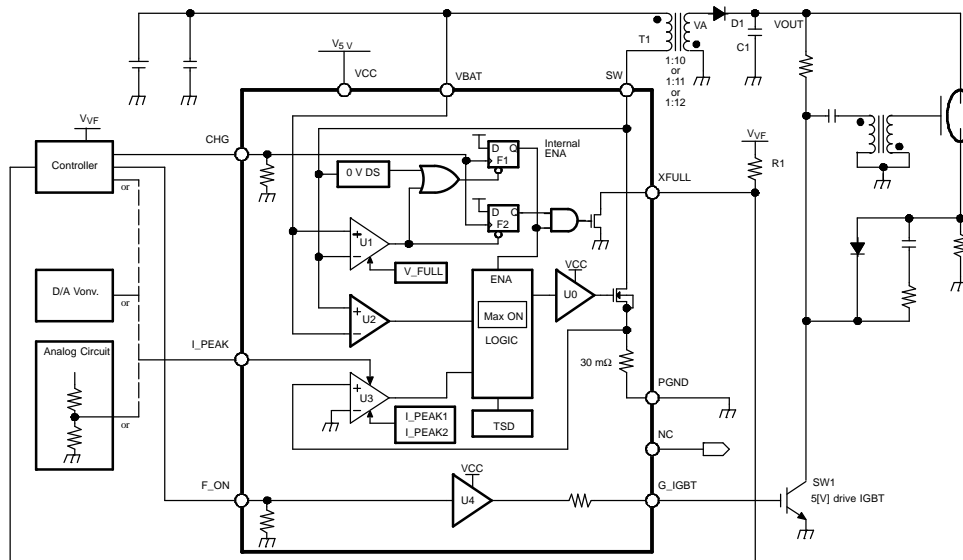 T1
VA
D1
C1
VOUT
1:10
or
1:11
or
1:12
V5 V
VCC
VBAT
SW
VVF
CHG
Controller
or
0 V DS
D Q
F1
Internal
ENA
D Q
F2
VVF
R1
XFULL
+
−
U1
V_FULL
D/A Vonv.
or
+
−
U2
ENA
Max ON
LOGIC
VCC
U0
I_PEAK
Analog Circuit
or
+
−
U3
I_PEAK1
I_PEAK2
TSD
30 mΩ
PGND
NC
F_ON
VCC
U4
G_IGBT
SW1
5[V] drive IGBT